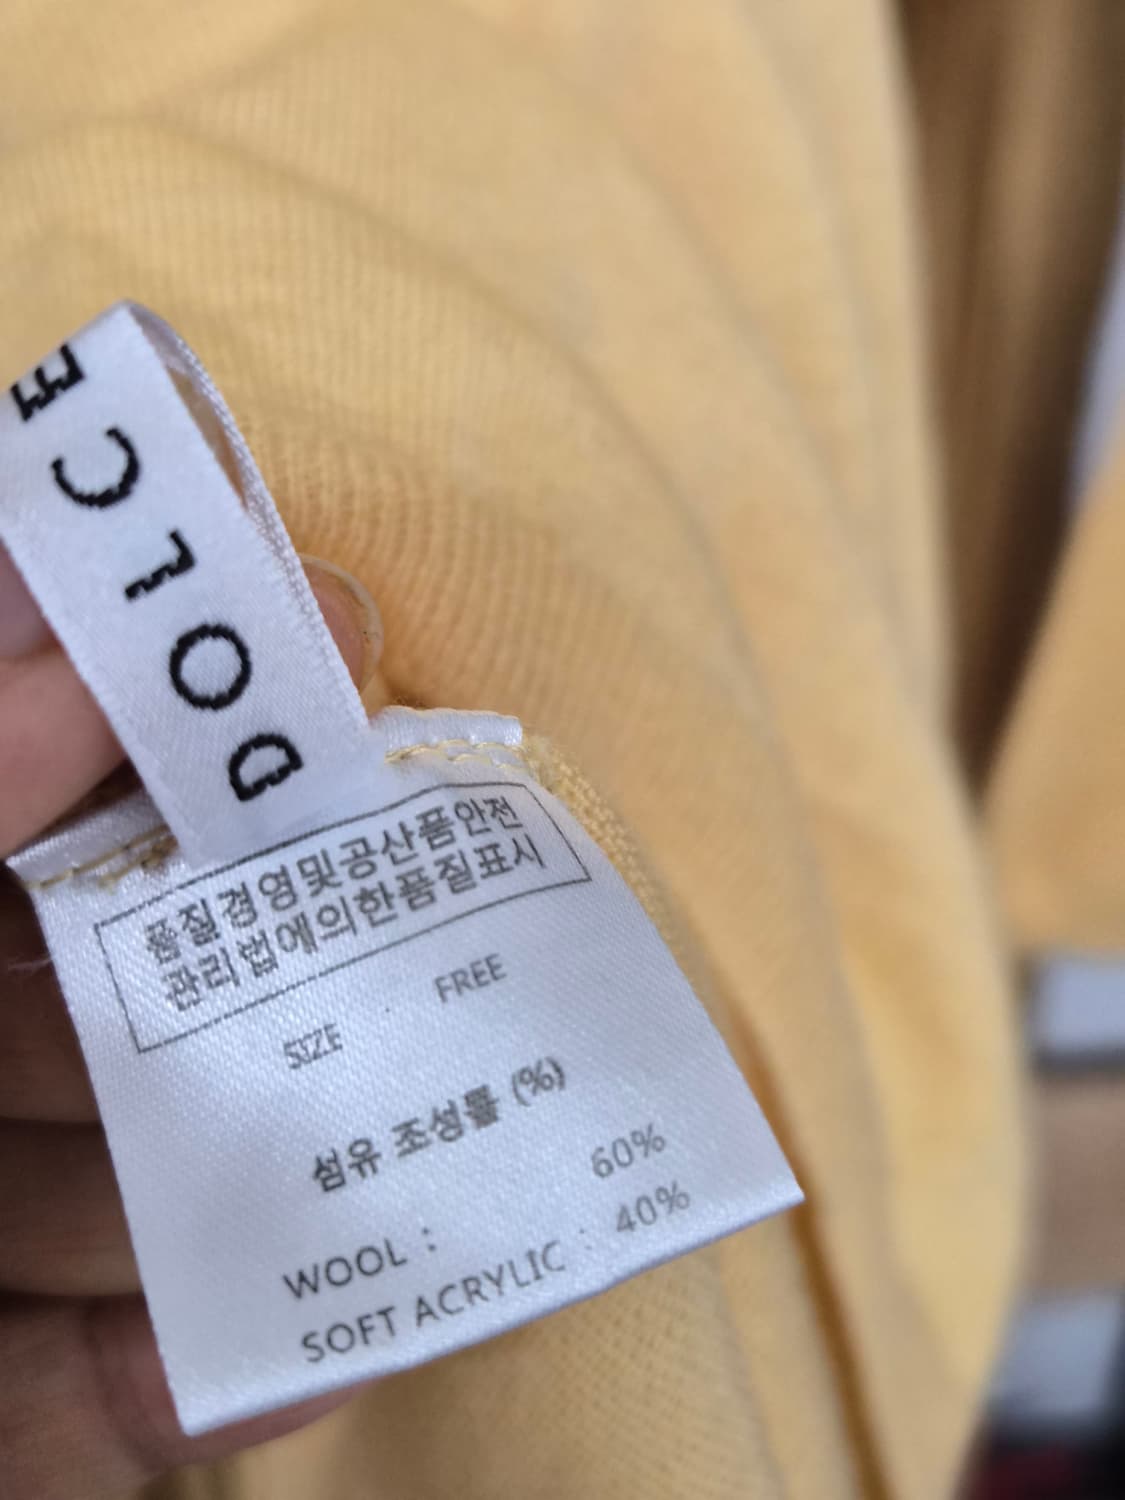 DOLCE
품질경영및공산품안전
관리법에의한품질표시
SIZE FREE
섬유 조성률 (%)
WOOL : 60%
SOFT ACRYLIC : 40%